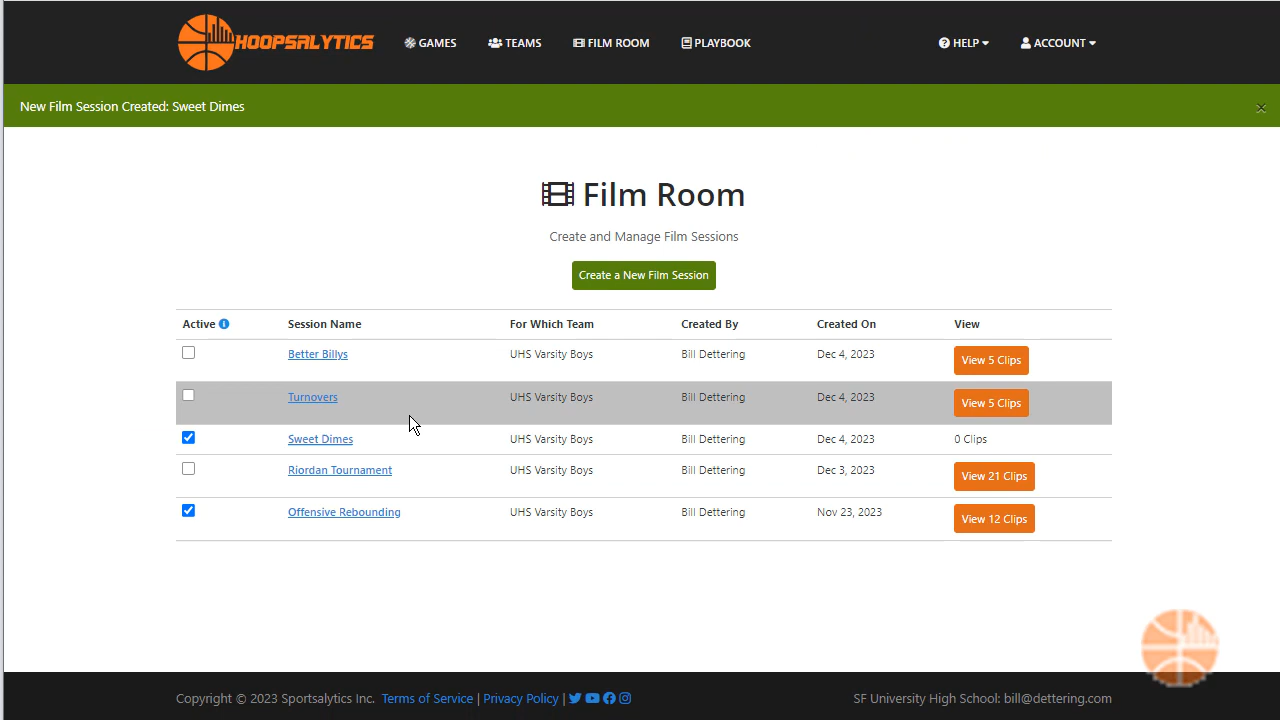 HOOPSALYTICS GAMES TEAMS FILM ROOM PLAYBOOK HELP ACCOUNT
New Film Session Created: Sweet Dimes ×
Film Room
Create and Manage Film Sessions
Create a New Film Session
Active Session Name For Which Team Created By Created On View
Better Billys UHS Varsity Boys Bill Dettering Dec 4, 2023 View 5 Clips
Turnovers UHS Varsity Boys Bill Dettering Dec 4, 2023 View 5 Clips
Sweet Dimes UHS Varsity Boys Bill Dettering Dec 4, 2023 0 Clips
Riordan Tournament UHS Varsity Boys Bill Dettering Dec 3, 2023 View 21 Clips
Offensive Rebounding UHS Varsity Boys Bill Dettering Nov 23, 2023 View 12 Clips
Copyright © 2023 Sportsalytics Inc. Terms of Service | Privacy Policy | SF University High School: bill@dettering.com